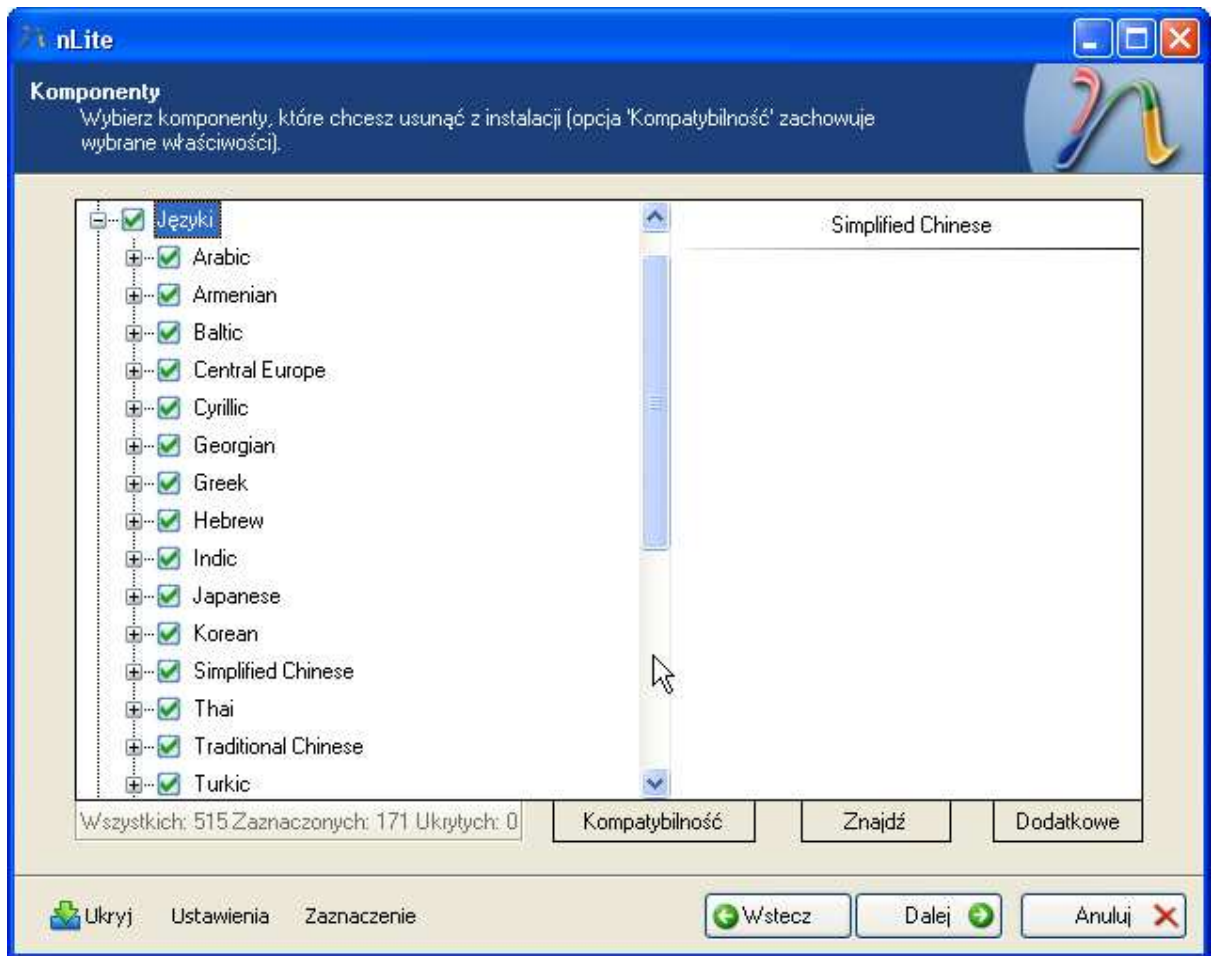 nLite
Komponenty
Wybierz komponenty, które chcesz usunąć z instalacji (opcja 'Kompatybilność' zachowuje
wybrane właściwości).
Języki
Arabic
Armenian
Baltic
Central Europe
Cyrillic
Georgian
Greek
Hebrew
Indic
Japanese
Korean
Simplified Chinese
Thai
Traditional Chinese
Turkic
Simplified Chinese
Wszystkich: 515 Zaznaczonych: 171 Ukrytych: 0
Kompatybilność
Znajdź
Dodatkowe
Ukryj
Ustawienia
Zaznaczenie
Wstecz
Dalej
Anuluj